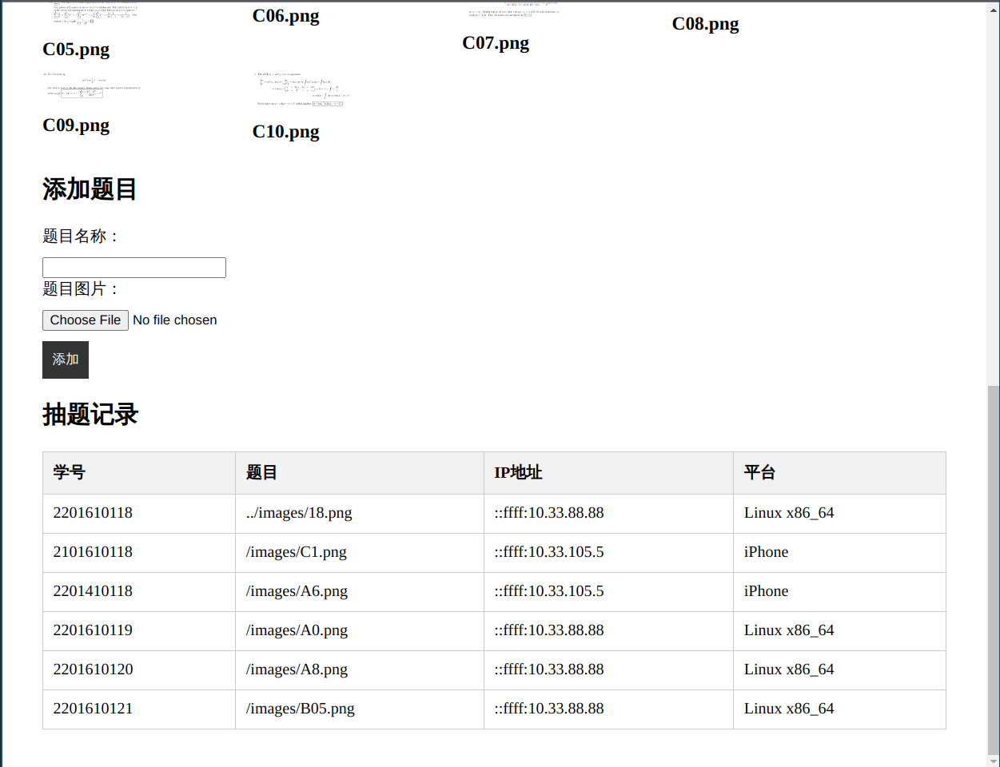 C05.png
C06.png
C07.png
C08.png
C09.png
C10.png
添加题目
题目名称：
题目图片：
Choose File No file chosen
添加
抽题记录
学号 题目 IP地址 平台
2201610118 ../images/18.png ::ffff:10.33.88.88 Linux x86_64
2101610118 /images/C1.png ::ffff:10.33.105.5 iPhone
2201410118 /images/A6.png ::ffff:10.33.105.5 iPhone
2201610119 /images/A0.png ::ffff:10.33.88.88 Linux x86_64
2201610120 /images/A8.png ::ffff:10.33.88.88 Linux x86_64
2201610121 /images/B05.png ::ffff:10.33.88.88 Linux x86_64